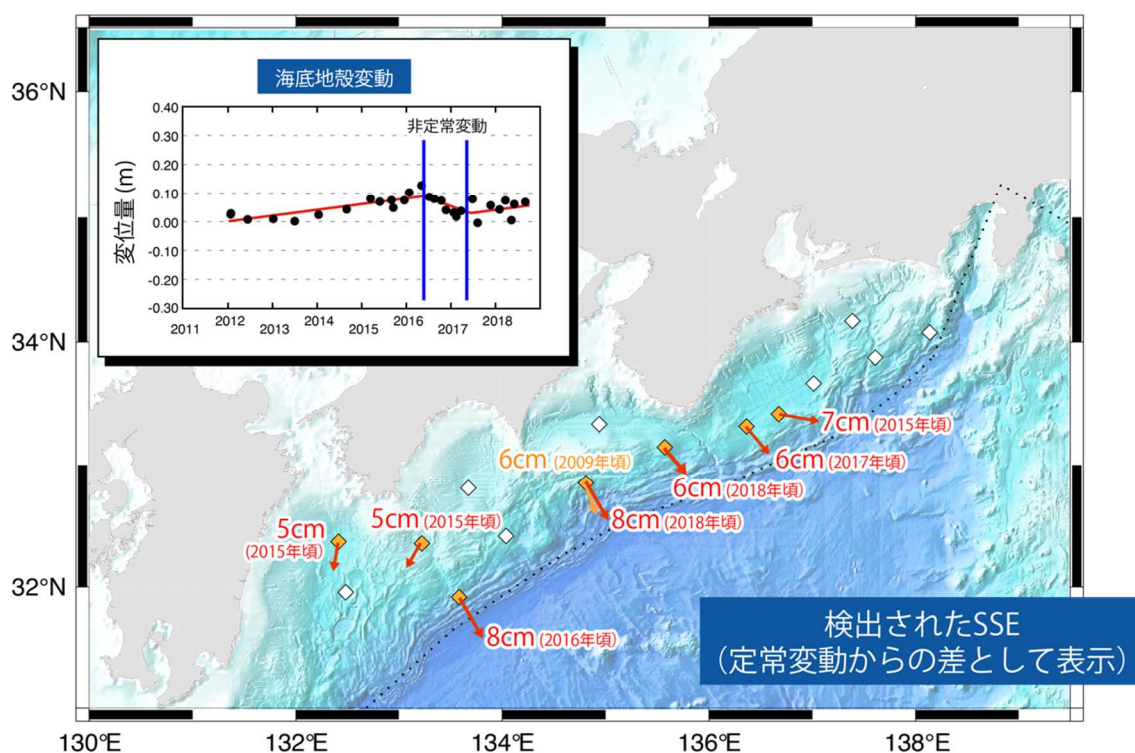 海底地殻変動
非定常変動
変位量 (m)
0.40
0.30
0.20
0.10
0.00
-0.10
-0.20
-0.30
2011
2012
2013
2014
2015
2016
2017
2018
36°N
34°N
32°N
7cm (2015年頃)
6cm (2017年頃)
6cm (2009年頃)
6cm (2018年頃)
8cm (2018年頃)
5cm (2015年頃)
5cm
(2015年頃)
8cm (2016年頃)
検出されたSSE
（定常変動からの差として表示）
130°E
132°E
134°E
136°E
138°E